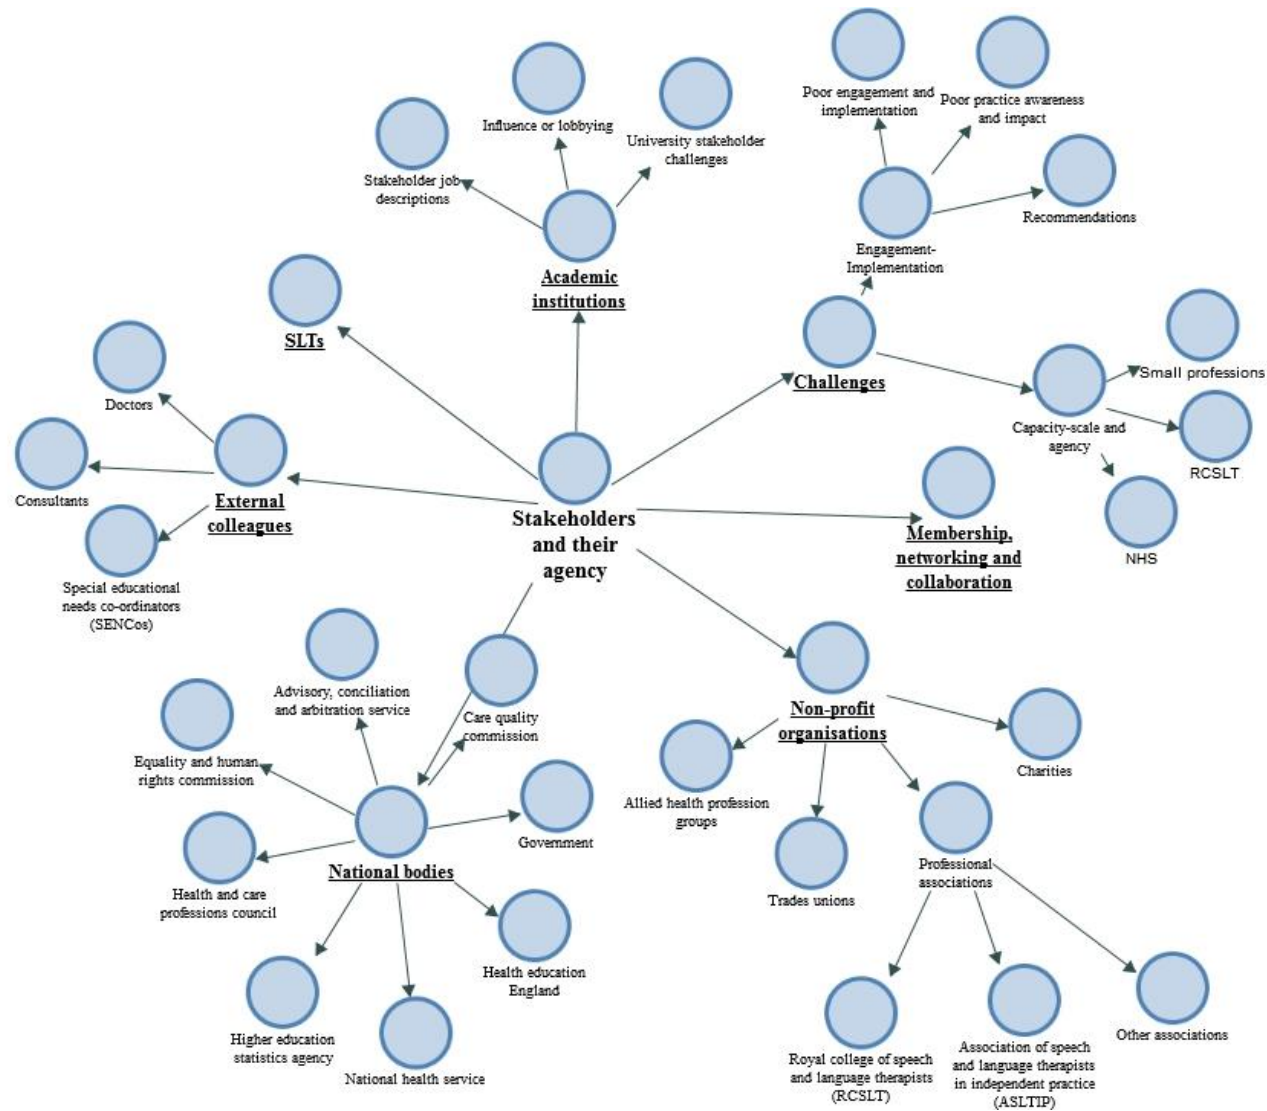 Poor engagement and
implementation
Poor practice awareness
and impact
Influence or lobbying
University stakeholder
challenges
Stakeholder job
descriptions
Recommendations
Engagement-
Implementation
Academic
institutions
SLTs
Challenges
Small professions
Doctors
Capacity-scale and
agency
RCSLT
Consultants
External
colleagues
Stakeholders
and their
agency
Membership,
networking and
collaboration
NHS
Special educational
needs co-ordinators
(SENCos)
Advisory, conciliation
and arbitration service
Care quality
commission
Non-profit
organisations
Equality and human
rights commission
Charities
Allied health profession
groups
Government
National bodies
Professional
associations
Health and care
professions council
Trades unions
Health education
England
Higher education
statistics agency
National health service
Other associations
Royal college of speech
and language therapists
(RCSLT)
Association of speech
and language therapists
in independent practice
(ASLTIP)